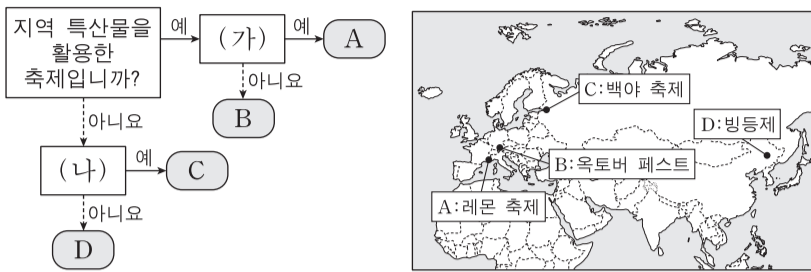 지역 특산물을
활용한
축제입니까?
예
(가)
예
A
아니요
B
아니요
(나)
예
C
아니요
D
C:백야 축제
D:빙등제
B:옥토버 페스트
A:레몬 축제